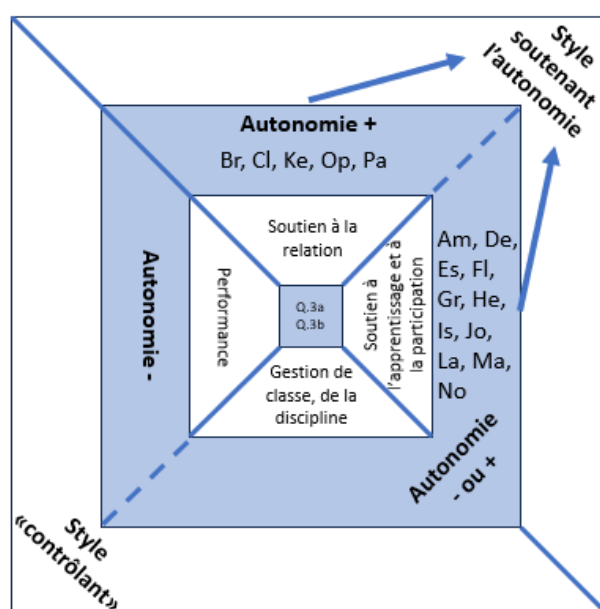 Style
soutenant
l'autonomie
Autonomie +
Br, Cl, Ke, Op, Pa
Soutien à la
relation
Autonomie -
Performance
Q.3a
Q.3b
Soutien à
l'apprentissage et à
la participation
Am, De,
Es, Fl,
Gr, He,
Is, Jo,
La, Ma,
No
Gestion de
classe, de la
discipline
Autonomie
- ou +
Style
«contrôlant»